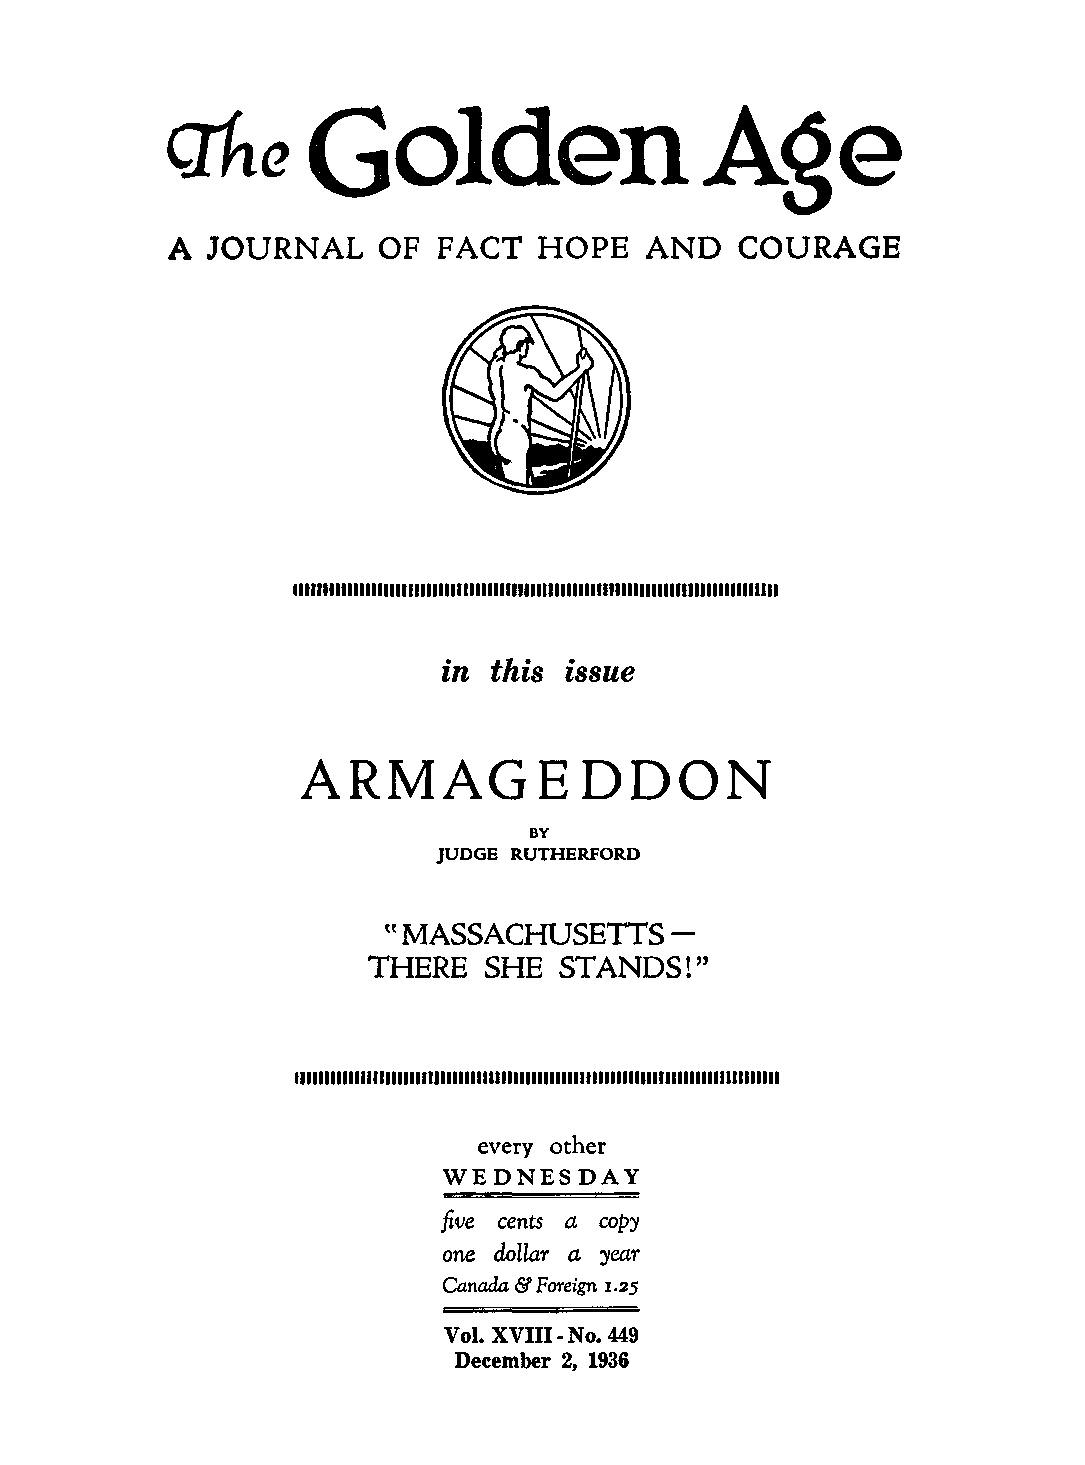 The Golden Age
A JOURNAL OF FACT HOPE AND COURAGE
in this issue
ARMAGEDDON
BY
JUDGE RUTHERFORD
"MASSACHUSETTS—
THERE SHE STANDS!"
every other
WEDNESDAY
five cents a copy
one dollar a year
Canada & Foreign 1.25
Vol. XVIII - No. 449
December 2, 1936